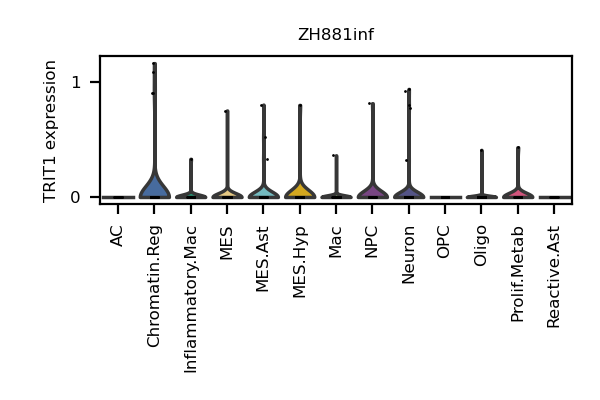 ZH881inf
TRIT1 expression
1
0
AC
Chromatin.Reg
Inflammatory.Mac
MES
MES.Ast
MES.Hyp
Mac
NPC
Neuron
OPC
Oligo
Prolif.Metab
Reactive.Ast